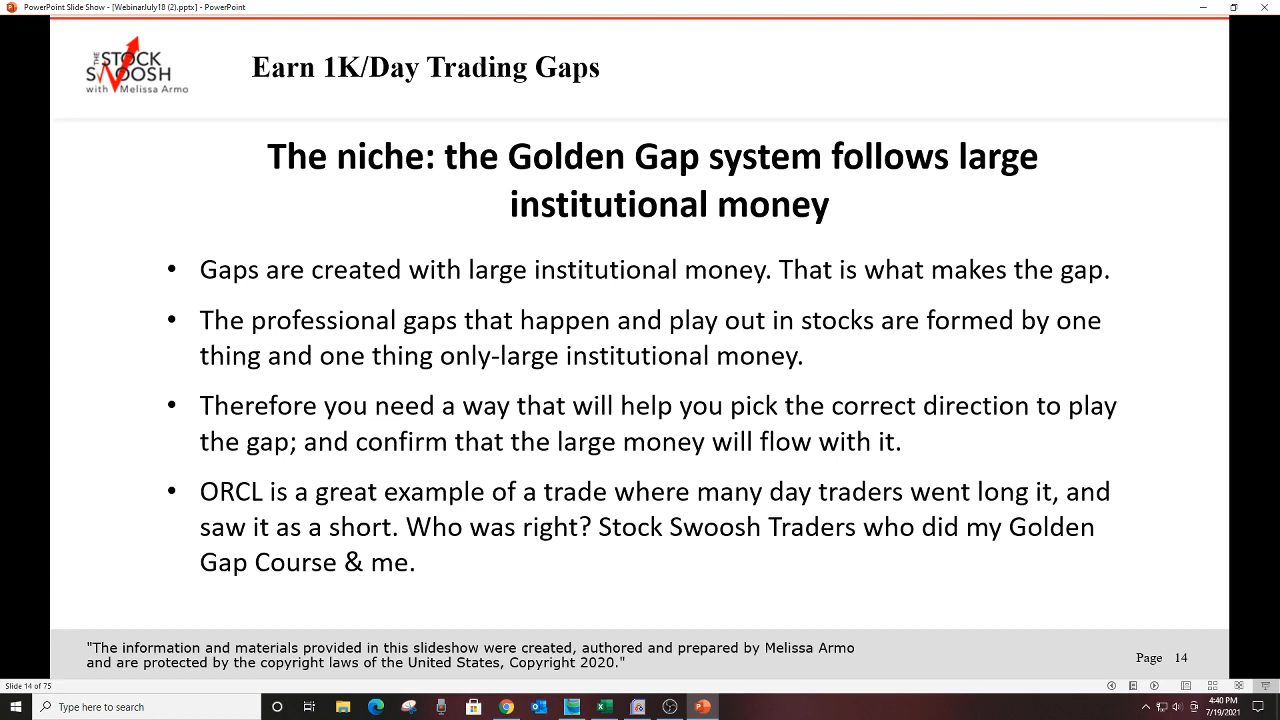 PowerPoint Slide Show - [WebinarJuly18 (2).pptx] - PowerPoint
THE
STOCK
SWOOSH
with Melissa Armo
Earn 1K/Day Trading Gaps
The niche: the Golden Gap system follows large
institutional money
• Gaps are created with large institutional money. That is what makes the gap.
• The professional gaps that happen and play out in stocks are formed by one
thing and one thing only-large institutional money.
• Therefore you need a way that will help you pick the correct direction to play
the gap; and confirm that the large money will flow with it.
• ORCL is a great example of a trade where many day traders went long it, and
saw it as a short. Who was right? Stock Swoosh Traders who did my Golden
Gap Course & me.
"The information and materials provided in this slideshow were created, authored and prepared by Melissa Armo
and are protected by the copyright laws of the United States, Copyright 2020."
Page 14
Slide 14 of 75
Type here to search
4:40 PM
7/19/2021